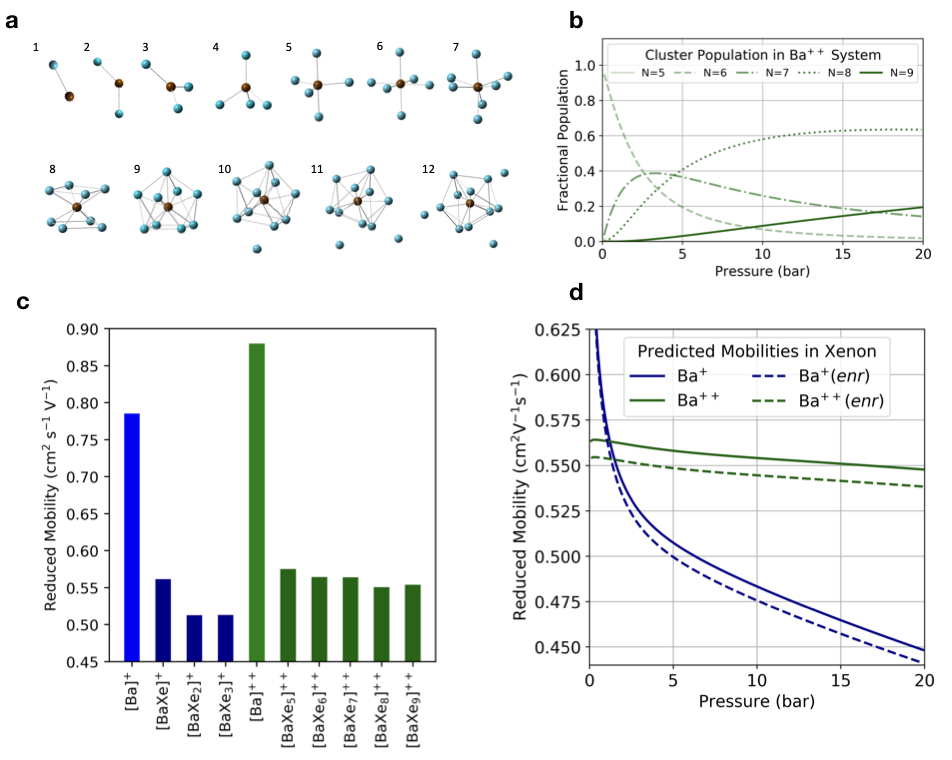 a
1 2 3 4 5 6 7
8 9 10 11 12
b
Cluster Population in Ba⁺⁺ System
N=5 N=6 N=7 N=8 N=9
Fractional Population
1.0
0.8
0.6
0.4
0.2
0.0
0 5 10 15 20
Pressure (bar)
c
Reduced Mobility (cm² s⁻¹ V⁻¹)
0.90
0.85
0.80
0.75
0.70
0.65
0.60
0.55
0.50
0.45
[Ba]⁺
[BaXe]⁺
[BaXe₂]⁺
[BaXe₃]⁺
[Ba]⁺⁺
[BaXe₅]⁺⁺
[BaXe₆]⁺⁺
[BaXe₇]⁺⁺
[BaXe₈]⁺⁺
[BaXe₉]⁺⁺
d
Predicted Mobilities in Xenon
Ba⁺ Ba⁺(enr)
Ba⁺⁺ Ba⁺⁺(enr)
Reduced Mobility (cm²V⁻¹s⁻¹)
0.625
0.600
0.575
0.550
0.525
0.500
0.475
0.450
0 5 10 15 20
Pressure (bar)